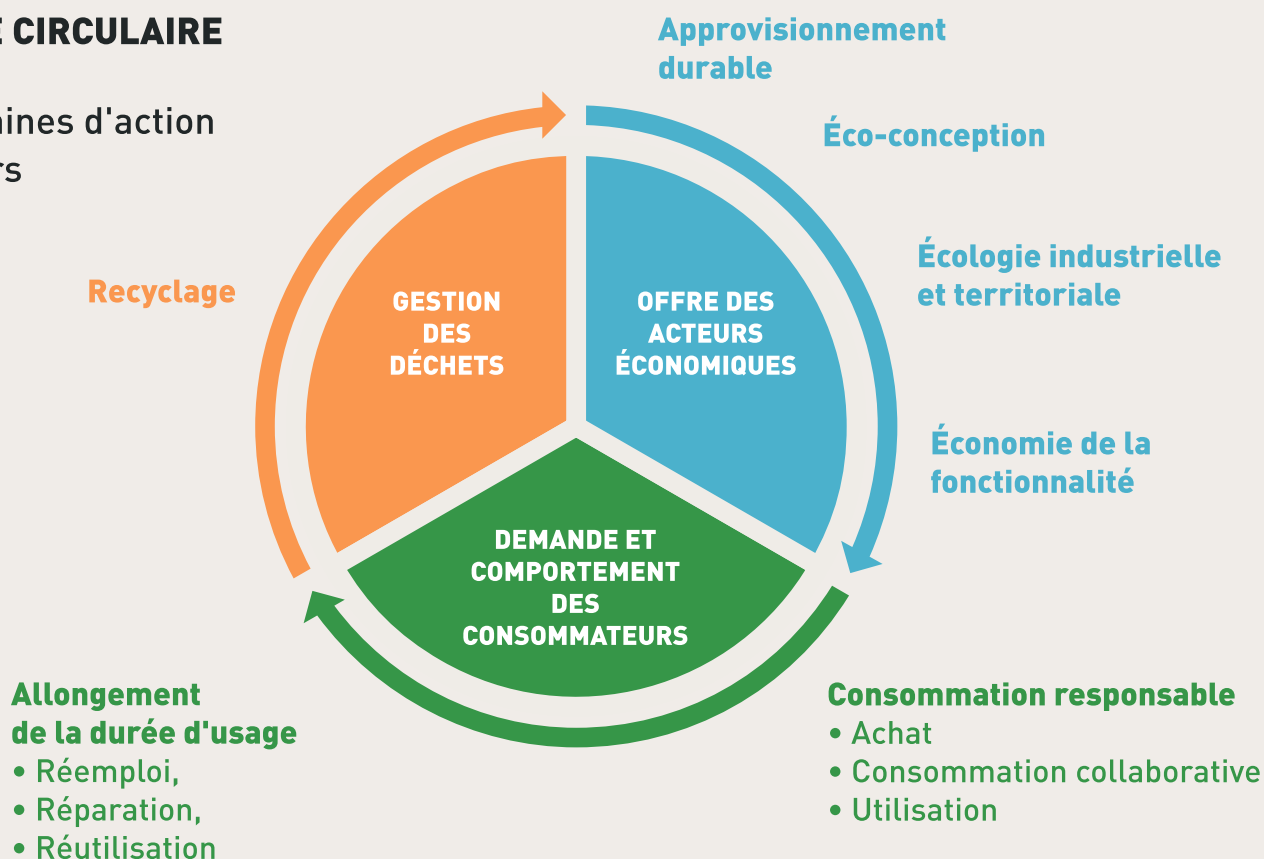 CIRCULAIRE
d'action
Approvisionnement
durable
Éco-conception
Écologie industrielle
et territoriale
Économie de la
fonctionnalité
Recyclage
GESTION
DES
DÉCHETS
OFFRE DES
ACTEURS
ÉCONOMIQUES
DEMANDE ET
COMPORTEMENT
DES
CONSOMMATEURS
Allongement
de la durée d'usage
• Réemploi,
• Réparation,
• Réutilisation
Consommation responsable
• Achat
• Consommation collaborative
• Utilisation